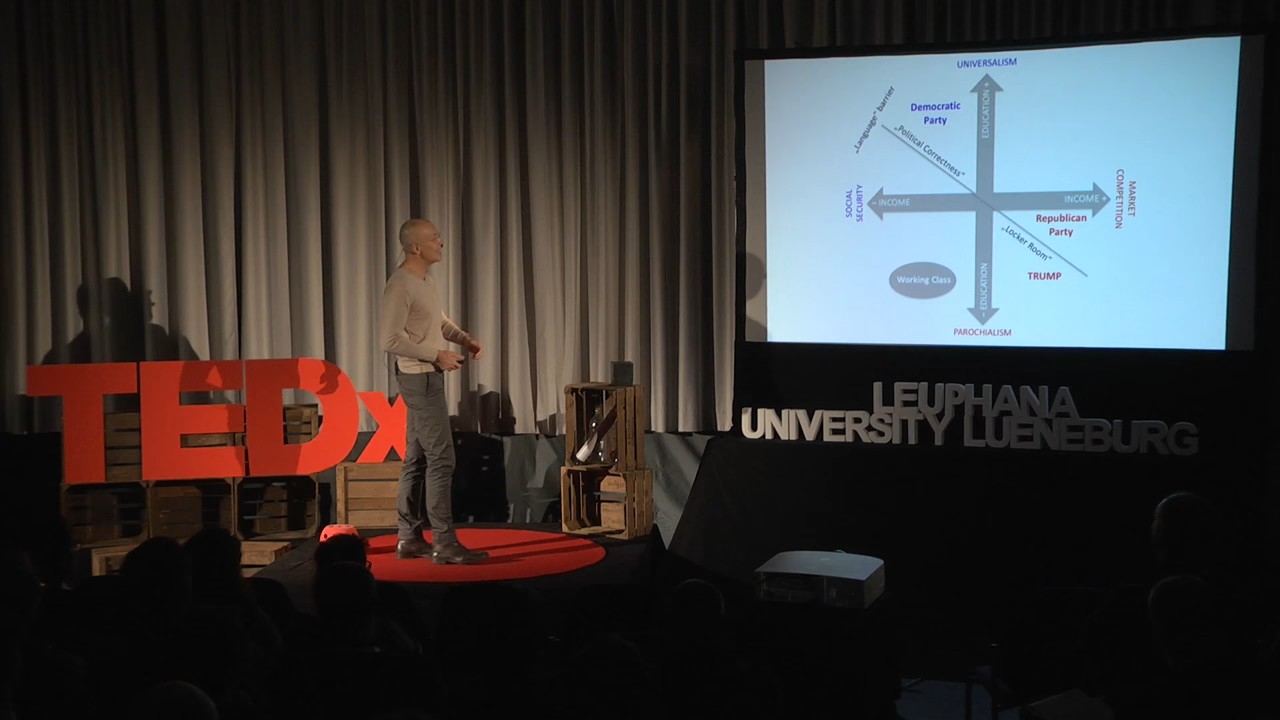 UNIVERSALISM
„Language" barrier
Democratic
Party
EDUCATION +
„Political Correctness"
SOCIAL
SECURITY
- INCOME
INCOME +
MARKET
COMPETITION
Republican
Party
„Locker Room"
Working Class
- EDUCATION
TRUMP
PAROCHIALISM
TEDx
LEUPHANA
UNIVERSITY LUENEBURG